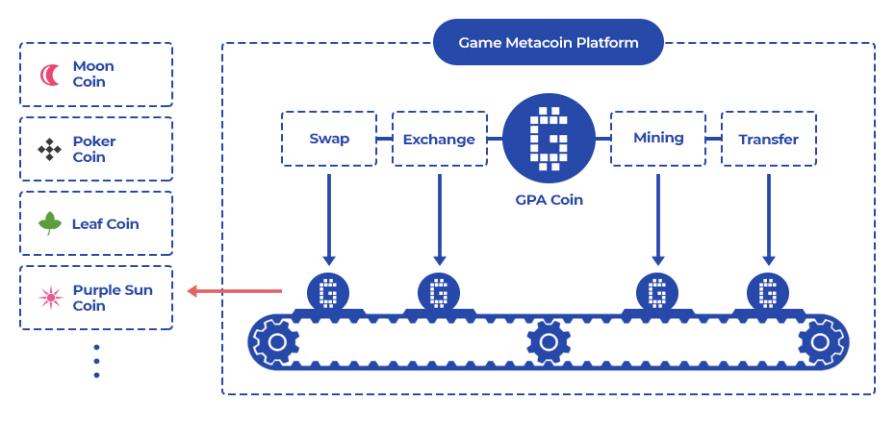 Game Metacoin Platform
Moon
Coin
Poker
Coin
Leaf Coin
Purple Sun
Coin
Swap
Exchange
Mining
Transfer
GPA Coin